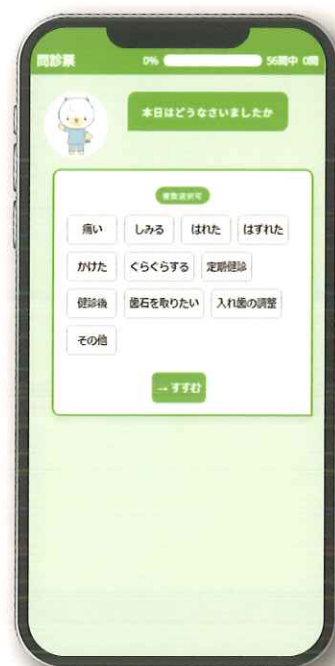 問診票 0% 56問中 0問
本日はどうなさいましたか
複数選択可
痛い しみる はれた はずれた
かけた ぐらぐらする 定期健診
健診後 歯石を取りたい 入れ歯の調整
その他
→ すすむ